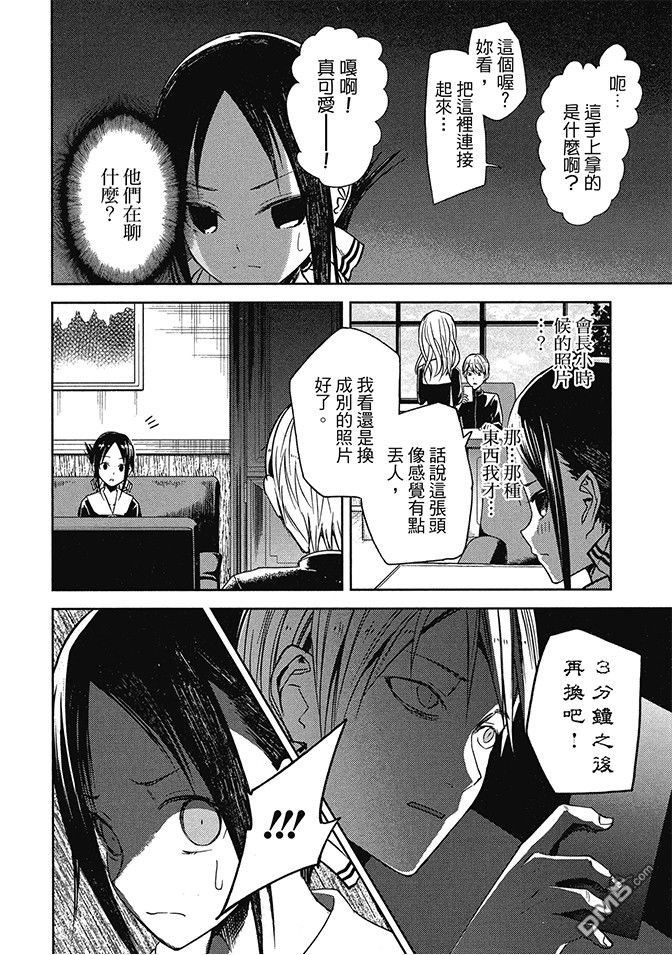 呃…
這手上拿的
是什麼啊?
這個喔?
妳看，
把這裡連接
起來…
嘎啊！
真可愛——！
他們在聊
什麼?
會長小時
候的照片
…?
那…那種
東西我才…
話說這張頭
像感覺有點
丟人，
我看還是換
成別的照片
好了。
3分鐘之後
再換吧！
!!!
DM5.com